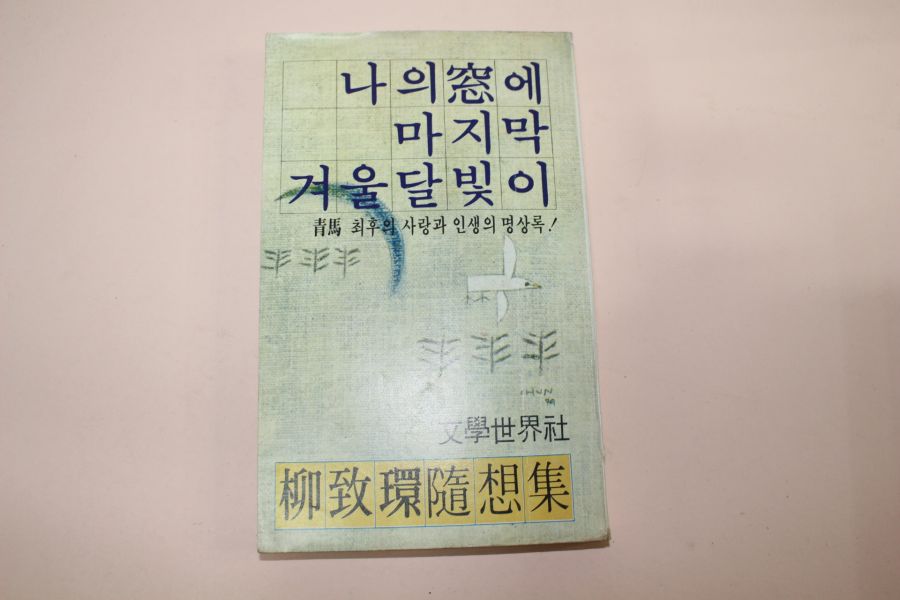 나의窓에
마지막
겨울달빛이
靑馬 최후의 사랑과 인생의 명상록!
文學世界社
柳致環隨想集